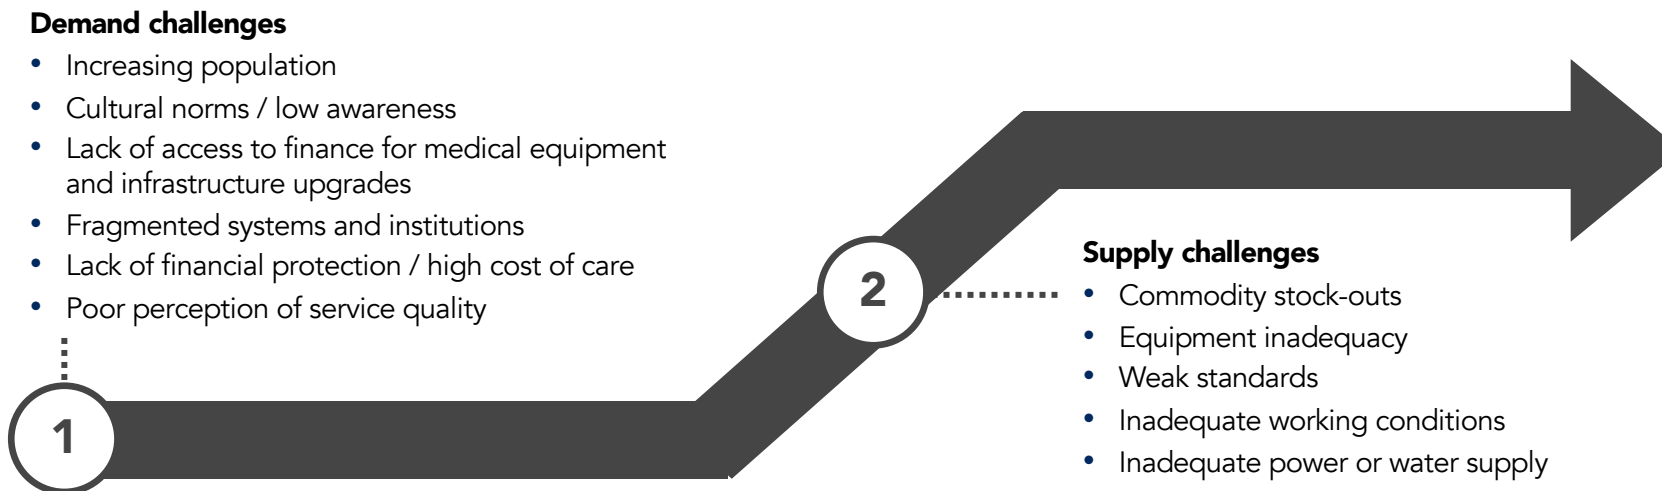 Demand challenges
• Increasing population
• Cultural norms / low awareness
• Lack of access to finance for medical equipment
and infrastructure upgrades
• Fragmented systems and institutions
• Lack of financial protection / high cost of care
• Poor perception of service quality
1
2
Supply challenges
• Commodity stock-outs
• Equipment inadequacy
• Weak standards
• Inadequate working conditions
• Inadequate power or water supply